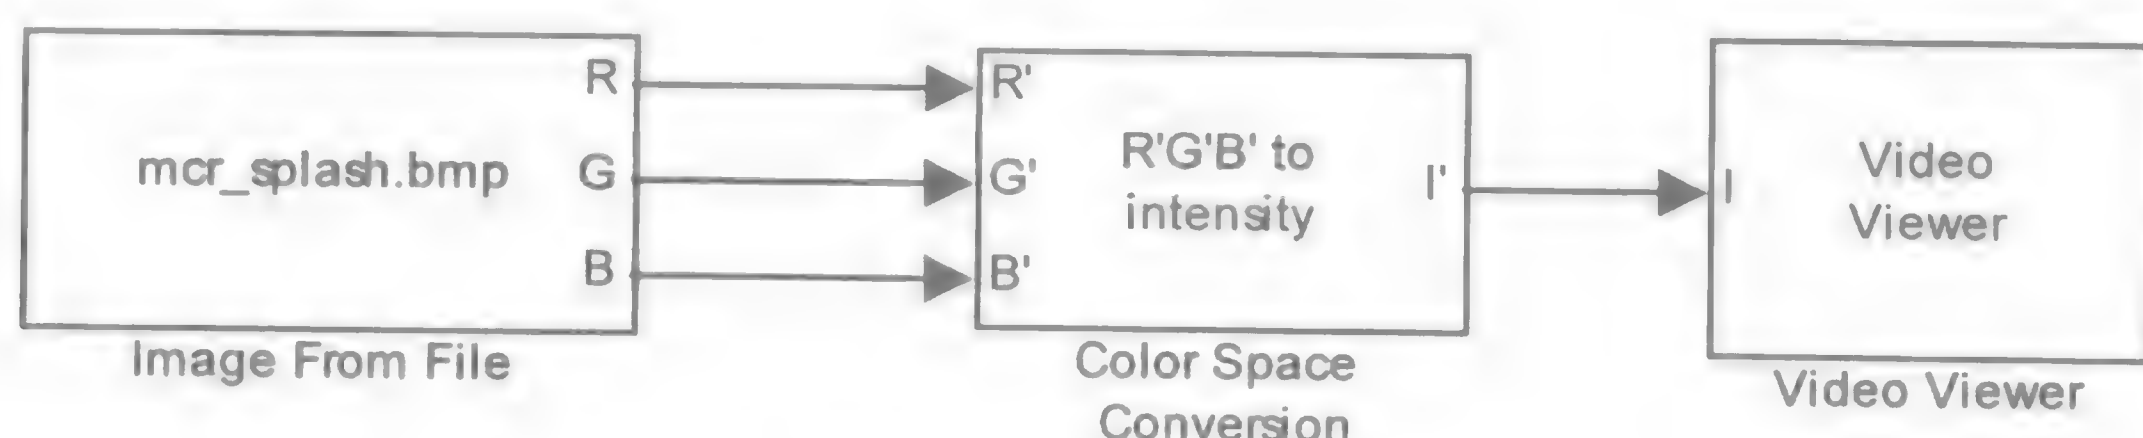 mcr_splash.bmp
R
G
B
Image From File
R'
G'
B'
R'G'B' to
intensity
I'
Color Space
Conversion
I
Video
Viewer
Video Viewer